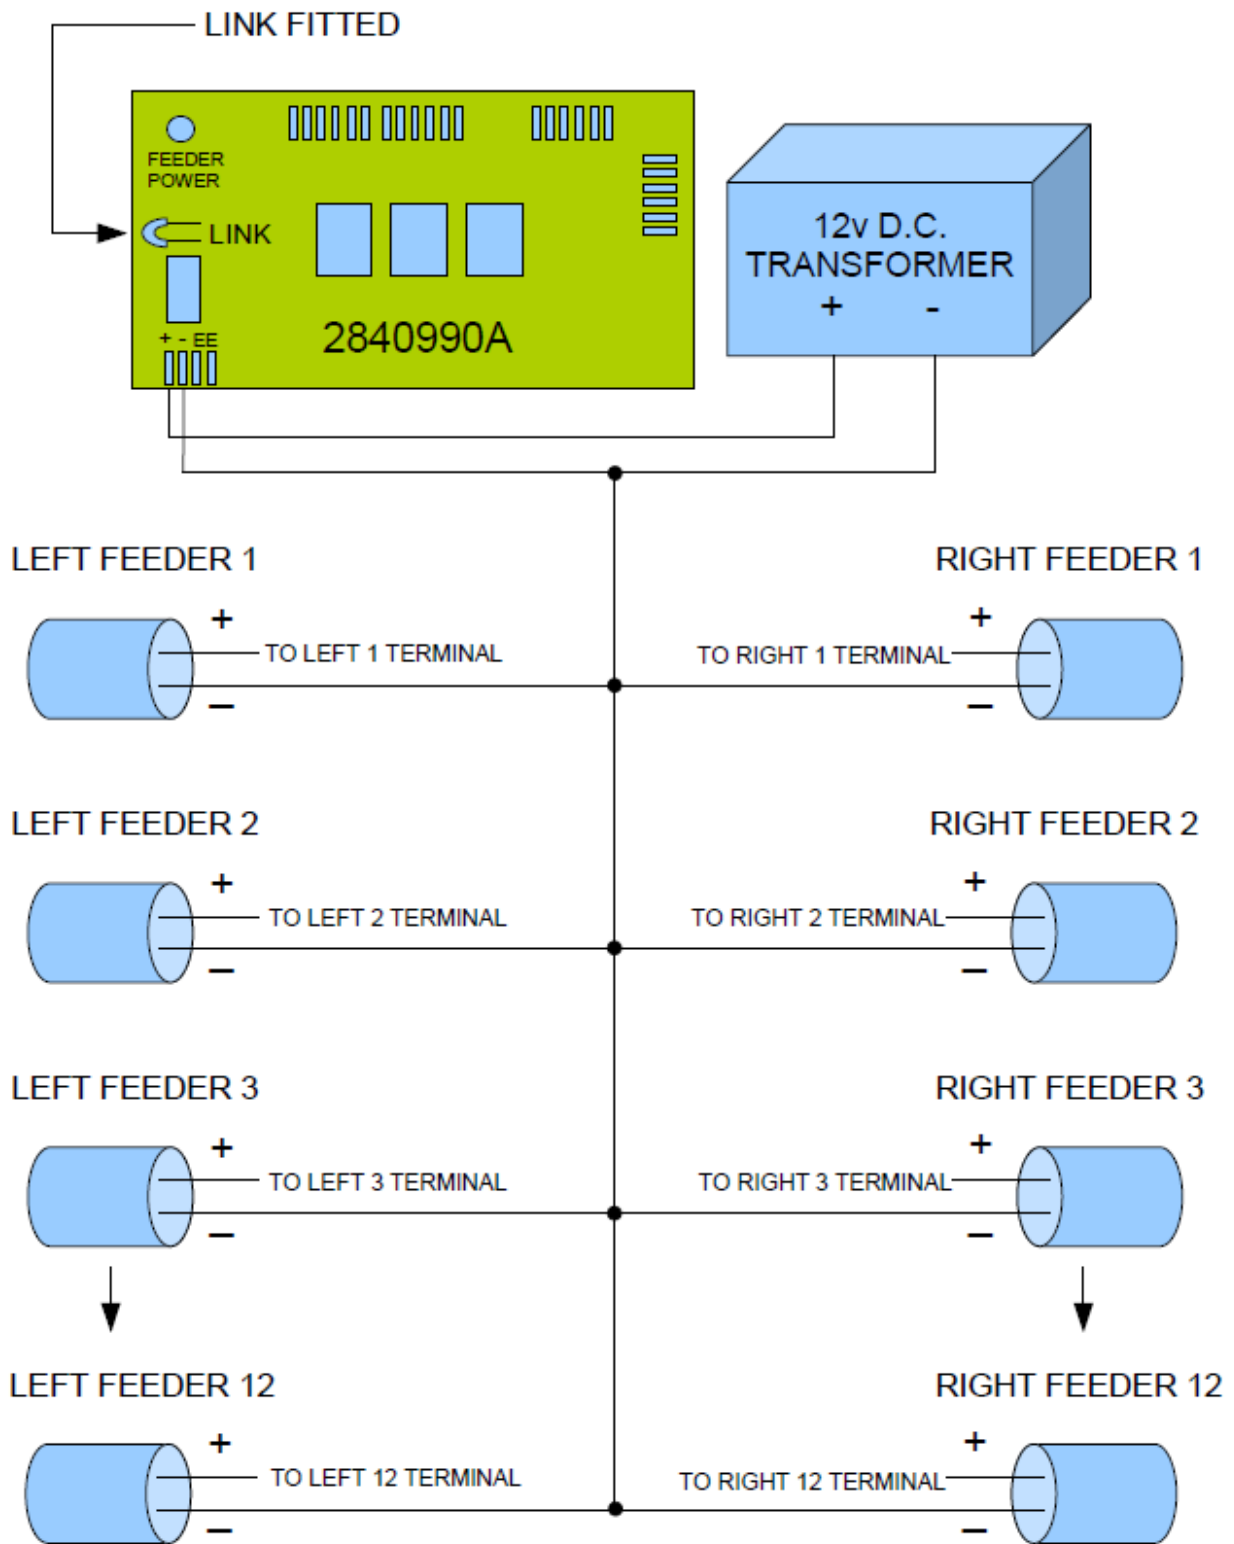 LINK FITTED
FEEDER
POWER
LINK
+ - EE
2840990A
12v D.C.
TRANSFORMER
+ -
LEFT FEEDER 1
RIGHT FEEDER 1
+
+
TO LEFT 1 TERMINAL
TO RIGHT 1 TERMINAL
−
−
LEFT FEEDER 2
RIGHT FEEDER 2
+
+
TO LEFT 2 TERMINAL
TO RIGHT 2 TERMINAL
−
−
LEFT FEEDER 3
RIGHT FEEDER 3
+
+
TO LEFT 3 TERMINAL
TO RIGHT 3 TERMINAL
−
−
LEFT FEEDER 12
RIGHT FEEDER 12
+
+
TO LEFT 12 TERMINAL
TO RIGHT 12 TERMINAL
−
−